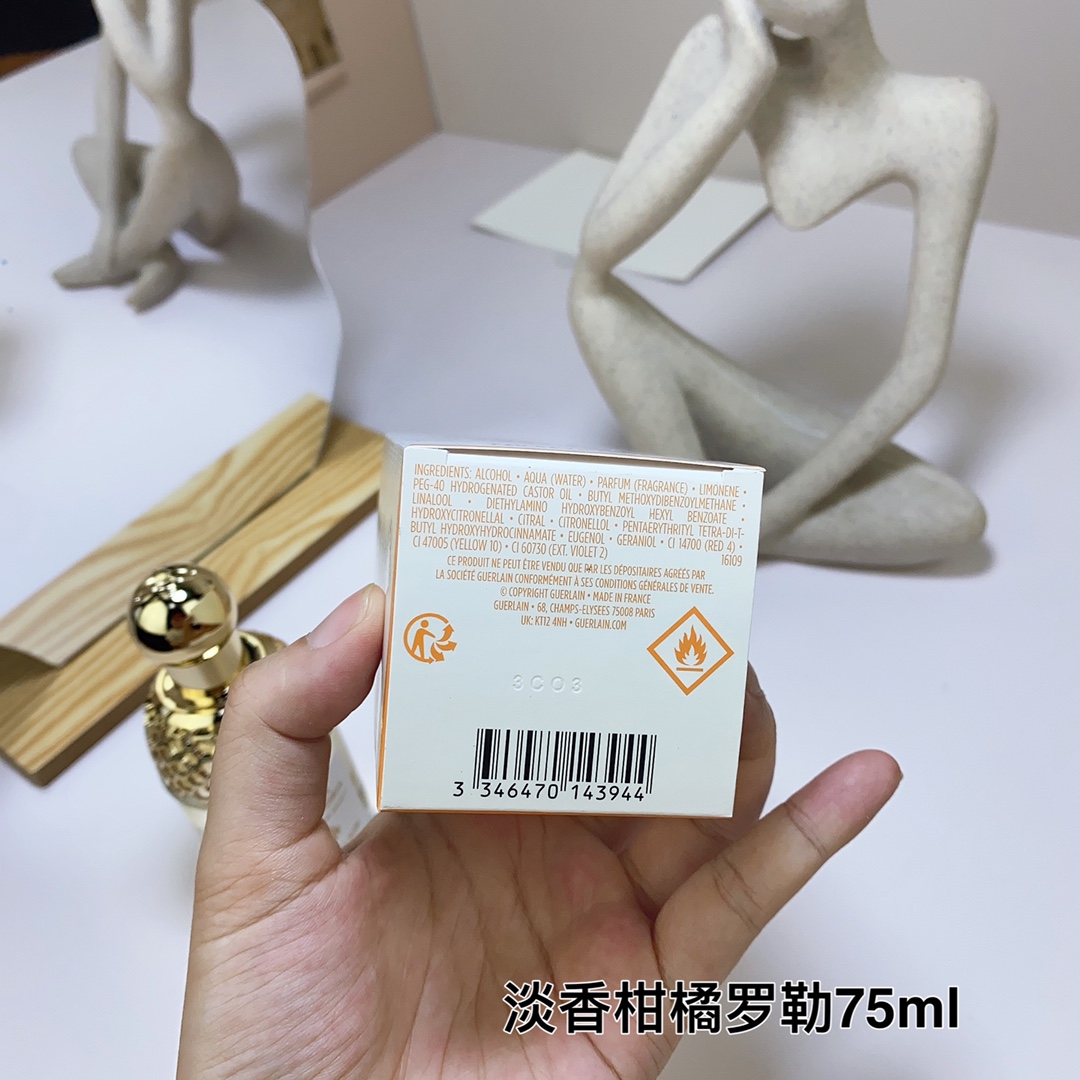 INGREDIENTS: ALCOHOL • AQUA (WATER) • PARFUM (FRAGRANCE) • LIMONENE •
PEG-40 HYDROGENATED CASTOR OIL • BUTYL METHOXYDIBENZOYLMETHANE •
LINALOOL • DIETHYLAMINO HYDROXYBENZOYL HEXYL BENZOATE •
HYDROXYCITRONELLAL • CITRAL • CITRONELLOL • PENTAERYTHRITYL TETRA-DI-T-
BUTYL HYDROXYHYDROCINNAMATE • EUGENOL • GERANIOL • CI 14700 (RED 4) •
CI 47005 (YELLOW 10) • CI 60730 (EXT. VIOLET 2) 16109
CE PRODUIT NE PEUT ÊTRE VENDU QUE PAR LES DÉPOSITAIRES AGRÉÉS PAR
LA SOCIÉTÉ GUERLAIN CONFORMÉMENT À SES CONDITIONS GÉNÉRALES DE VENTE.
© COPYRIGHT GUERLAIN • MADE IN FRANCE
GUERLAIN • 68, CHAMPS-ELYSEES 75008 PARIS
UK: KT12 4NH • GUERLAIN.COM
3CO3
3 346470 143944
淡香柑橘罗勒75ml